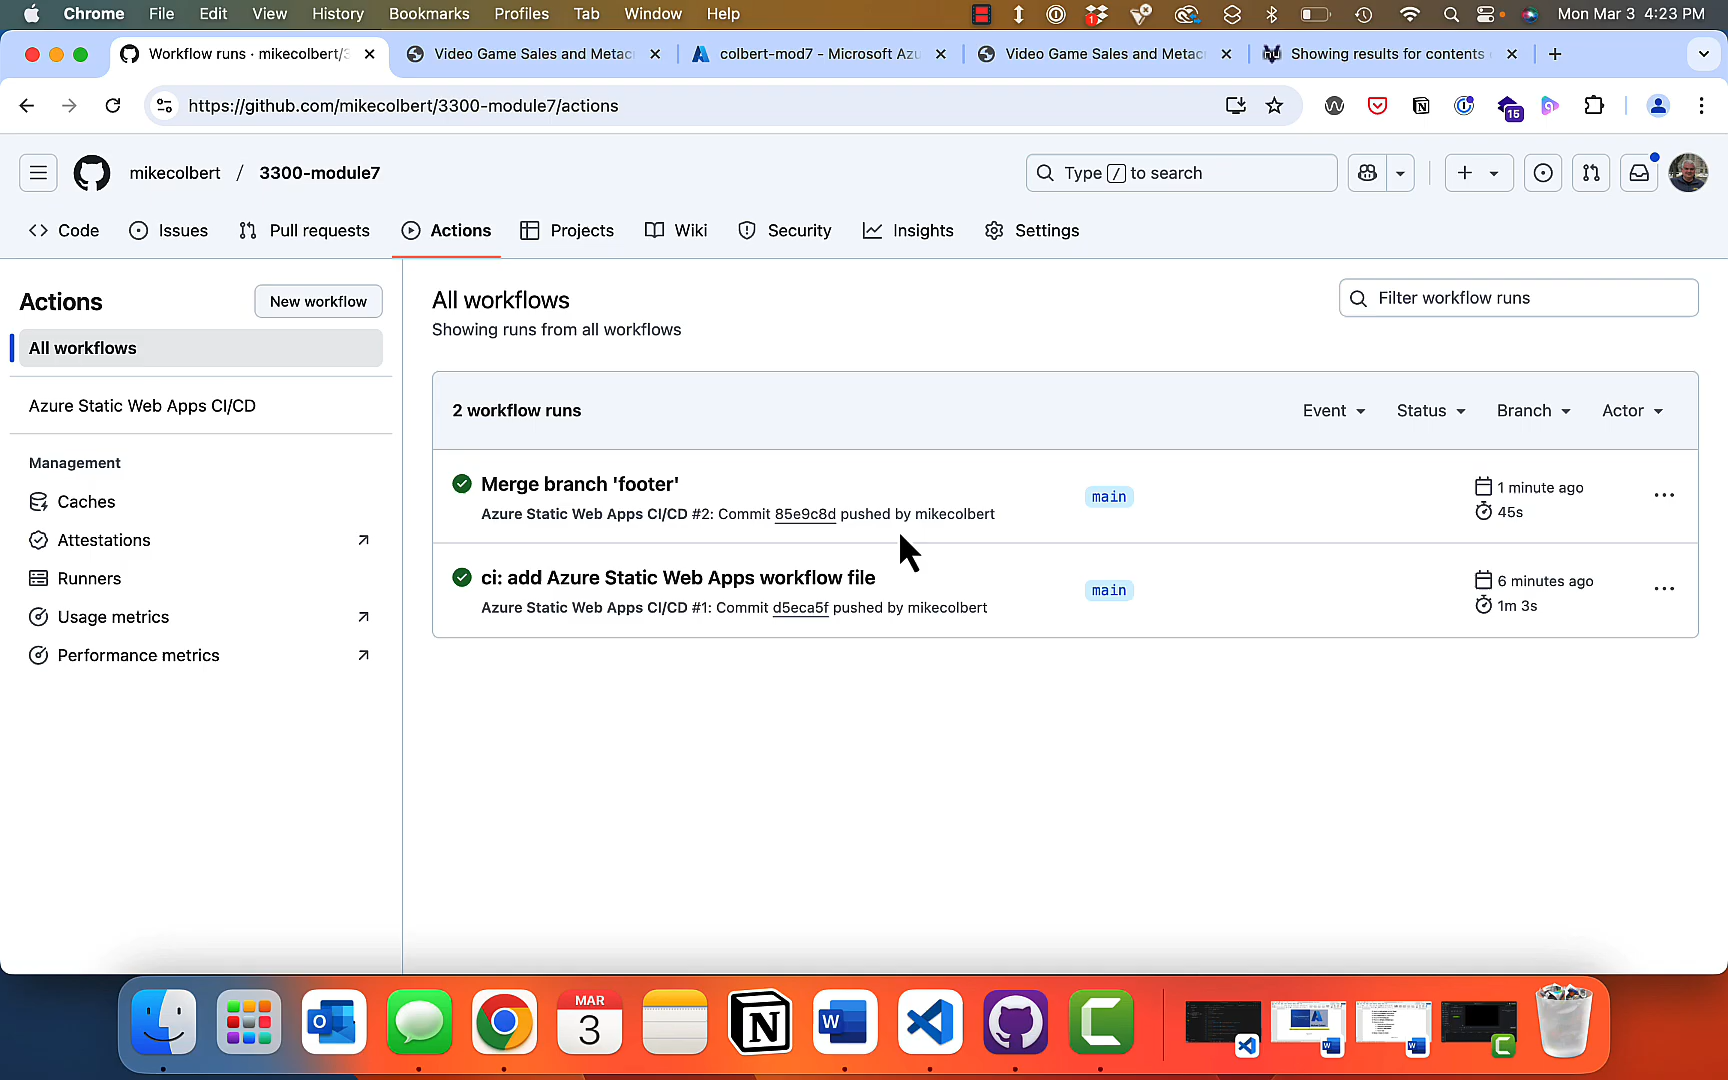 Chrome File Edit View History Bookmarks Profiles Tab Window Help
1
Mon Mar 3 4:23 PM
Workflow runs · mikecolbert/3
Video Game Sales and Metac
colbert-mod7 - Microsoft Azu
Video Game Sales and Metac
Showing results for contents
https://github.com/mikecolbert/3300-module7/actions
15
mikecolbert / 3300-module7
Type / to search
Code
Issues
Pull requests
Actions
Projects
Wiki
Security
Insights
Settings
Actions
New workflow
All workflows
Azure Static Web Apps CI/CD
Management
Caches
Attestations
Runners
Usage metrics
Performance metrics
All workflows
Showing runs from all workflows
Filter workflow runs
2 workflow runs
Event
Status
Branch
Actor
Merge branch 'footer'
Azure Static Web Apps CI/CD #2: Commit 85e9c8d pushed by mikecolbert
main
1 minute ago
45s
ci: add Azure Static Web Apps workflow file
Azure Static Web Apps CI/CD #1: Commit d5eca5f pushed by mikecolbert
main
6 minutes ago
1m 3s
MAR
3